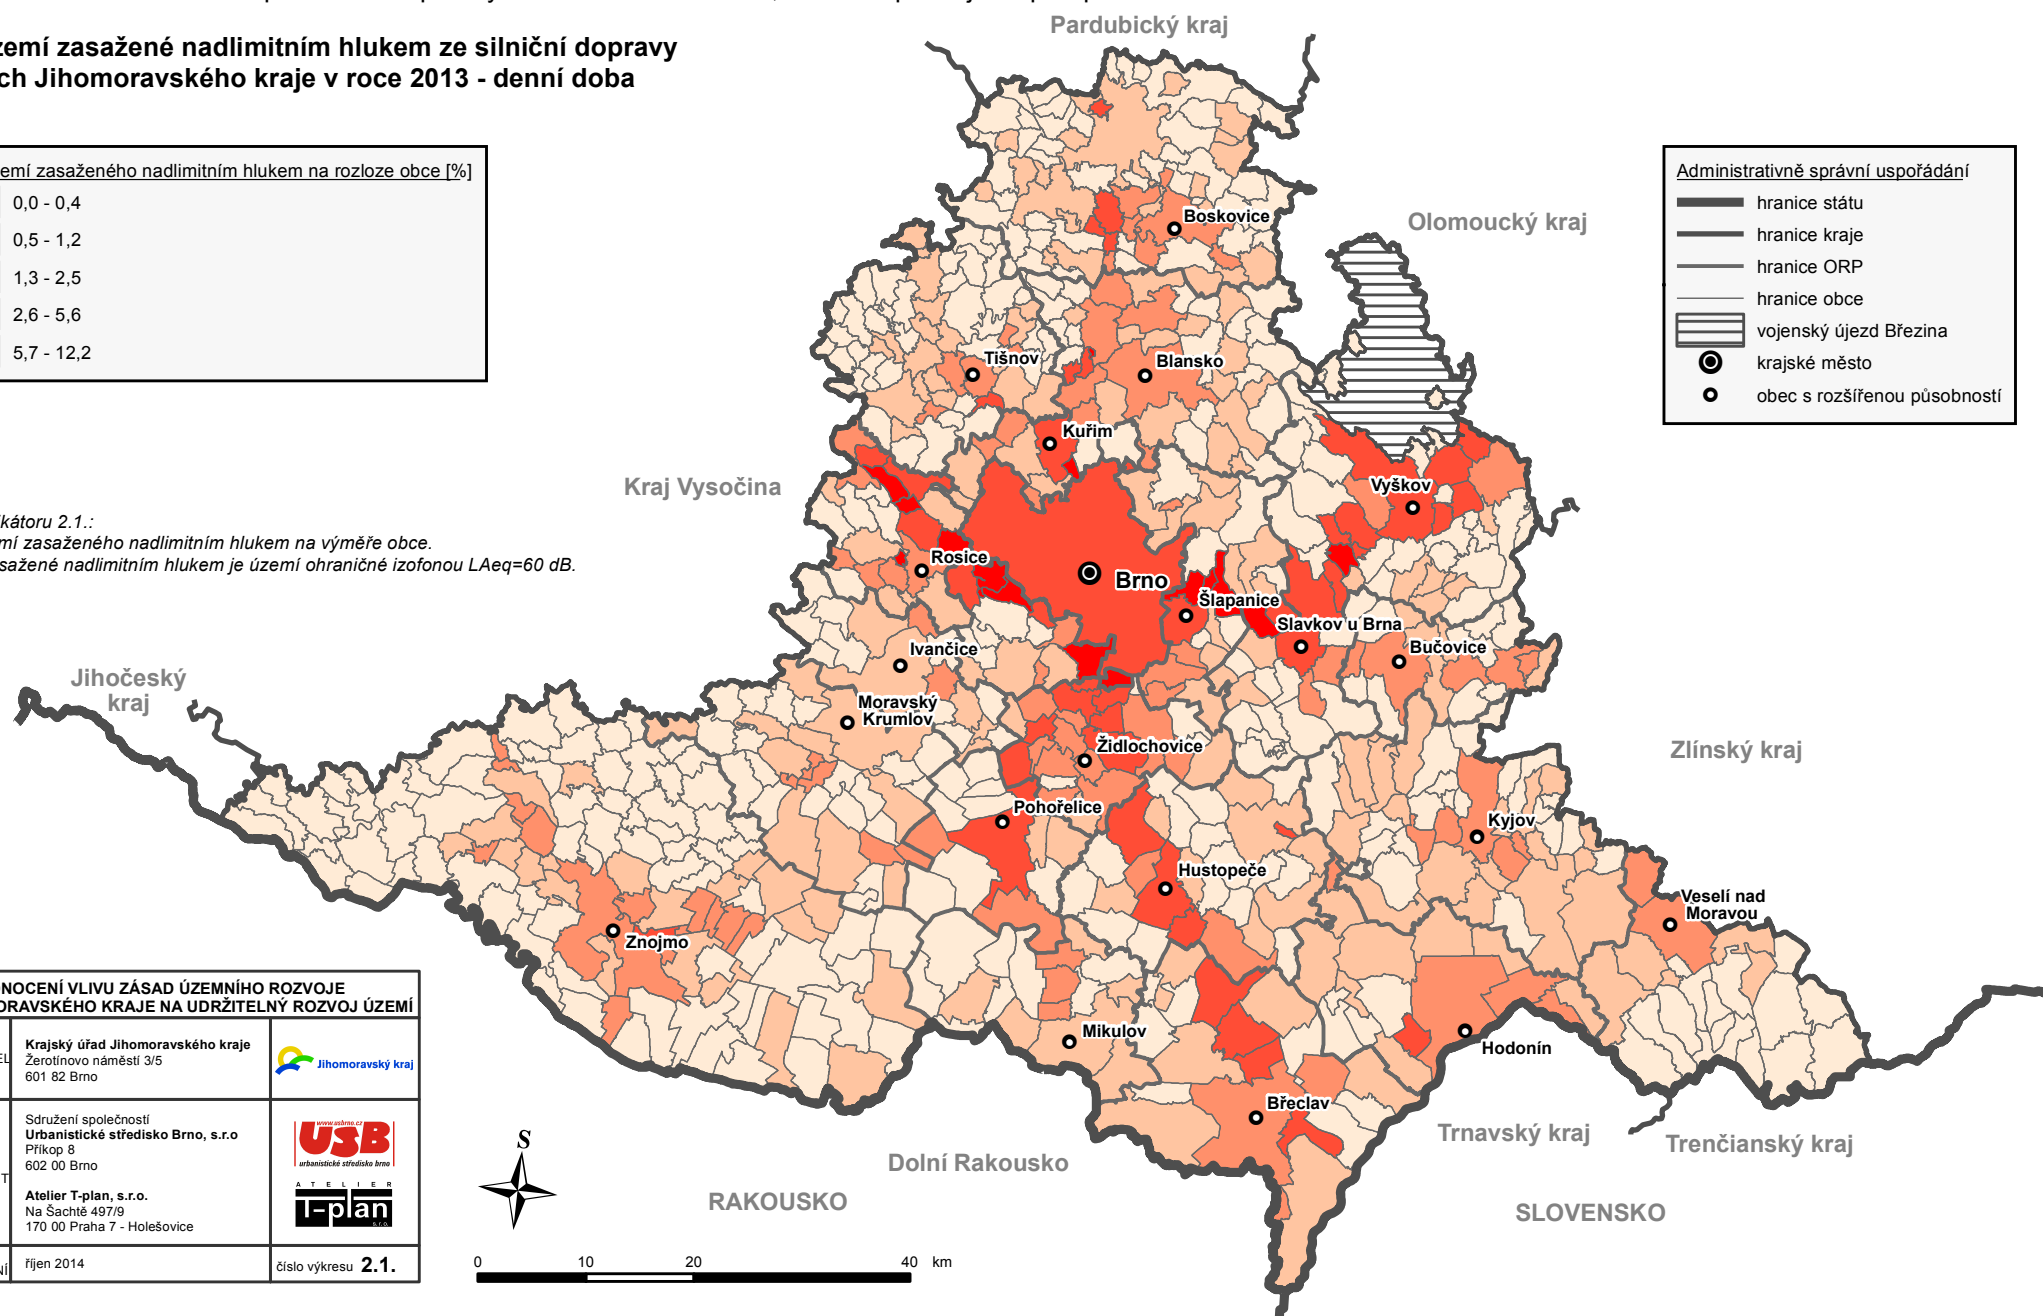 Pardubický kraj
zemí zasažené nadlimitním hlukem ze silniční dopravy
ch Jihomoravského kraje v roce 2013 - denní doba
emí zasaženého nadlimitním hlukem na rozloze obce [%]
0,0 - 0,4
0,5 - 1,2
1,3 - 2,5
2,6 - 5,6
5,7 - 12,2
Administrativně správní uspořádání
hranice státu
hranice kraje
hranice ORP
hranice obce
vojenský újezd Březina
krajské město
obec s rozšířenou působností
Olomoucký kraj
Boskovice
Tišnov
Blansko
Kuřim
Kraj Vysočina
Vyškov
kátoru 2.1.:
mí zasaženého nadlimitním hlukem na výměře obce.
sažené nadlimitním hlukem je území ohraničné izofonou LAeq=60 dB.
Rosice
Brno
Šlapanice
Slavkov u Brna
Ivančice
Bučovice
Jihočeský
kraj
Moravský
Krumlov
Židlochovice
Zlínský kraj
Pohořelice
Kyjov
Hustopeče
Veselí nad
Moravou
Znojmo
Mikulov
Hodonín
Břeclav
Trnavský kraj
Trenčianský kraj
Dolní Rakousko
RAKOUSKO
SLOVENSKO
NOCENÍ VLIVU ZÁSAD ÚZEMNÍHO ROZVOJE
ORAVSKÉHO KRAJE NA UDRŽITELNÝ ROZVOJ ÚZEMÍ
EL
Krajský úřad Jihomoravského kraje
Žerotínovo náměstí 3/5
601 82 Brno
Jihomoravský kraj
Sdružení společností
Urbanistické středisko Brno, s.r.o
Příkop 8
602 00 Brno
www.usbrno.cz
USB
urbanistické středisko brno
T
Atelier T-plan, s.r.o.
Na Šachtě 497/9
170 00 Praha 7 - Holešovice
ATELIER
T-plan
s.r.o.
NÍ
říjen 2014
číslo výkresu 2.1.
S
0 10 20 40 km